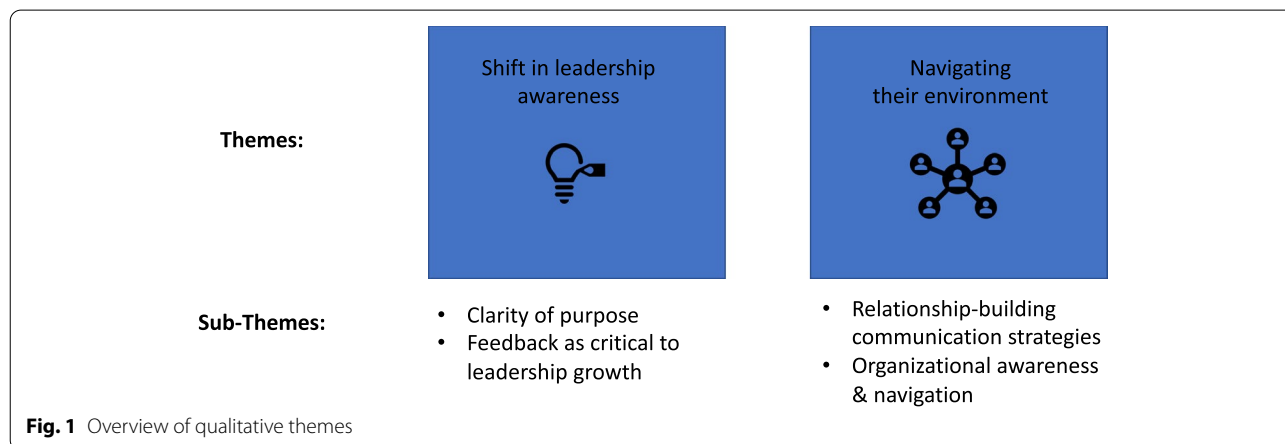 Shift in leadership
awareness
Navigating
their environment
Themes:
Sub-Themes:
• Clarity of purpose
• Feedback as critical to
leadership growth
• Relationship-building
communication strategies
• Organizational awareness
& navigation
Fig. 1 Overview of qualitative themes